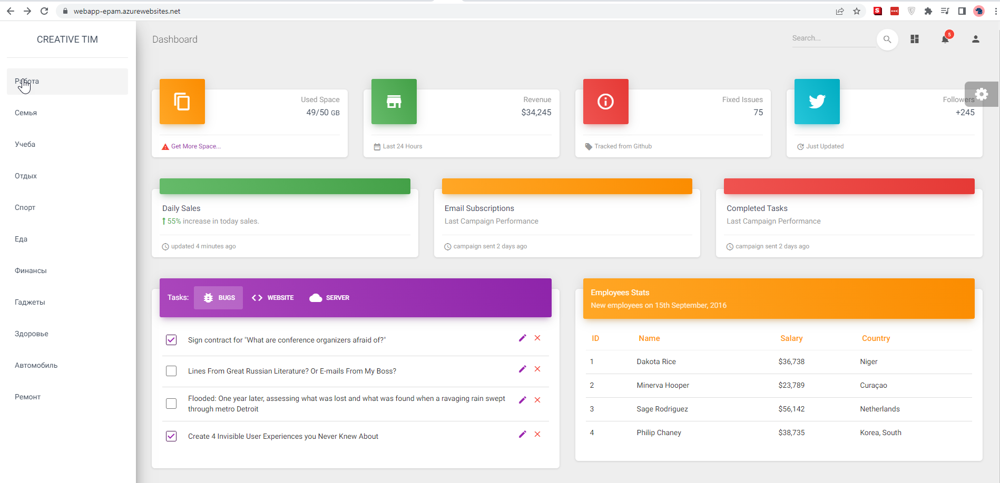 webapp-epam.azurewebsites.net
CREATIVE TIM
Работа
Семья
Учеба
Отдых
Спорт
Еда
Финансы
Гаджеты
Здоровье
Автомобиль
Ремонт
Dashboard
Search...
5
Used Space
49/50 GB
Get More Space...
Revenue
$34,245
Last 24 Hours
Fixed Issues
75
Tracked from Github
Followers
+245
Just Updated
Daily Sales
55% increase in today sales.
updated 4 minutes ago
Email Subscriptions
Last Campaign Performance
campaign sent 2 days ago
Completed Tasks
Last Campaign Performance
campaign sent 2 days ago
Tasks: BUGS WEBSITE SERVER
Sign contract for "What are conference organizers afraid of?"
Lines From Great Russian Literature? Or E-mails From My Boss?
Flooded: One year later, assessing what was lost and what was found when a ravaging rain swept
through metro Detroit
Create 4 Invisible User Experiences you Never Knew About
Employees Stats
New employees on 15th September, 2016
ID Name Salary Country
1 Dakota Rice $36,738 Niger
2 Minerva Hooper $23,789 Curaçao
3 Sage Rodriguez $56,142 Netherlands
4 Philip Chaney $38,735 Korea, South